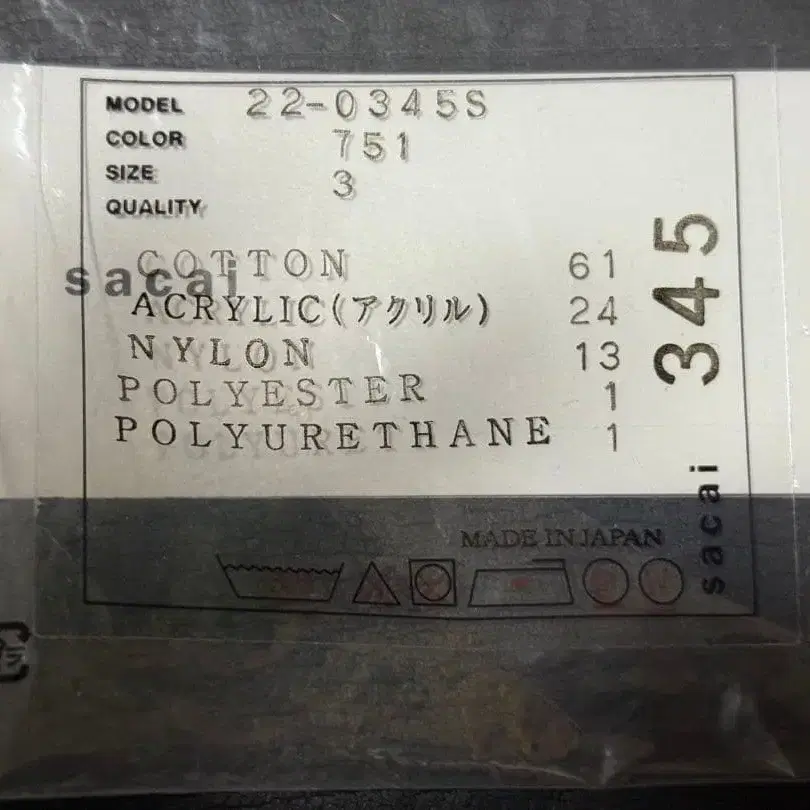 MODEL 22-0345S
COLOR 751
SIZE 3
QUALITY
sacai
COTTON 61
ACRYLIC(アクリル) 24
NYLON 13
POLYESTER 1
POLYURETHANE 1
MADE IN JAPAN
345
sacai